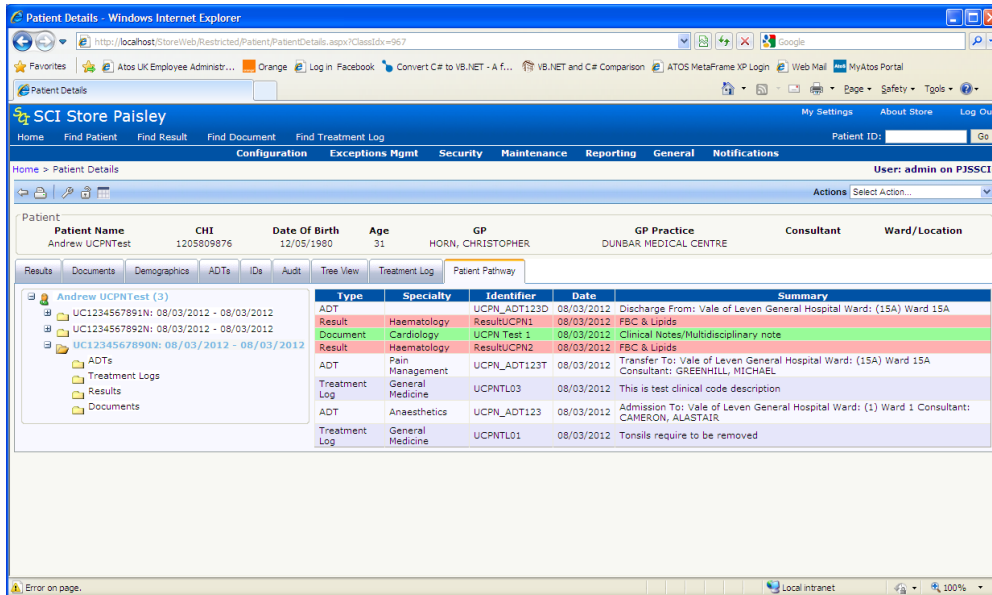 Patient Details - Windows Internet Explorer
http://localhost/StoreWeb/Restricted/Patient/PatientDetails.aspx?ClassIdx=967
Google
Favorites Atos UK Employee Administr... Orange Log in Facebook Convert C# to VB.NET - A f... VB.NET and C# Comparison ATOS MetaFrame XP Login Web Mail MyAtos Portal
Patient Details Page Safety Tools
SCI Store Paisley My Settings About Store Log Ou
Home Find Patient Find Result Find Document Find Treatment Log Patient ID: Go
Configuration Exceptions Mgmt Security Maintenance Reporting General Notifications
Home > Patient Details User: admin on PJSSCI
Actions Select Action...
Patient
Patient Name CHI Date Of Birth Age GP GP Practice Consultant Ward/Location
Andrew UCPNTest 1205809876 12/05/1980 31 HORN, CHRISTOPHER DUNBAR MEDICAL CENTRE
Results Documents Demographics ADTs IDs Audit Tree View Treatment Log Patient Pathway
Andrew UCPNTest (3)
UC1234567891N: 08/03/2012 - 08/03/2012
UC1234567892N: 08/03/2012 - 08/03/2012
UC1234567890N: 08/03/2012 - 08/03/2012
ADTs
Treatment Logs
Results
Documents
Type Specialty Identifier Date Summary
ADT UCPN_ADT123D 08/03/2012 Discharge From: Vale of Leven General Hospital Ward: (15A) Ward 15A
Result Haematology ResultUCPN1 08/03/2012 FBC & Lipids
Document Cardiology UCPN Test 1 08/03/2012 Clinical Notes/Multidisciplinary note
Result Haematology ResultUCPN2 08/03/2012 FBC & Lipids
ADT Pain Management UCPN_ADT123T 08/03/2012 Transfer To: Vale of Leven General Hospital Ward: (15A) Ward 15A
Consultant: GREENHILL, MICHAEL
Treatment Log General Medicine UCPNTL03 08/03/2012 This is test clinical code description
ADT Anaesthetics UCPN_ADT123 08/03/2012 Admission To: Vale of Leven General Hospital Ward: (1) Ward 1 Consultant:
CAMERON, ALASTAIR
Treatment Log General Medicine UCPNTL01 08/03/2012 Tonsils require to be removed
Error on page. Local intranet 100%